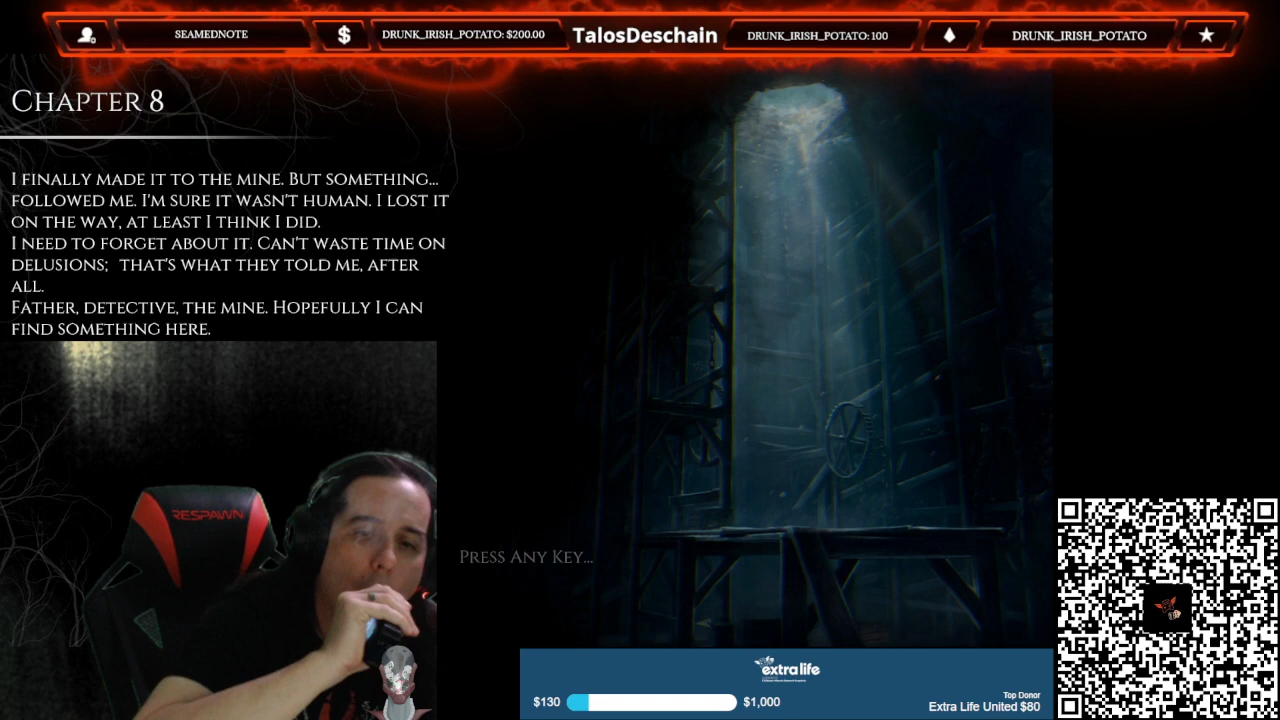 SEAMEDNOTE
$
DRUNK_IRISH_POTATO: $200.00
TalosDeschain
DRUNK_IRISH_POTATO: 100
DRUNK_IRISH_POTATO
Chapter 8
I finally made it to the mine. But something...
followed me. I'm sure it wasn't human. I lost it
on the way, at least I think I did.
I need to forget about it. Can't waste time on
delusions; that's what they told me, after
all.
Father, detective, the mine. Hopefully I can
find something here.
RESPAWN
Press Any Key...
extra life
$130
$1,000
Top Donor
Extra Life United $80